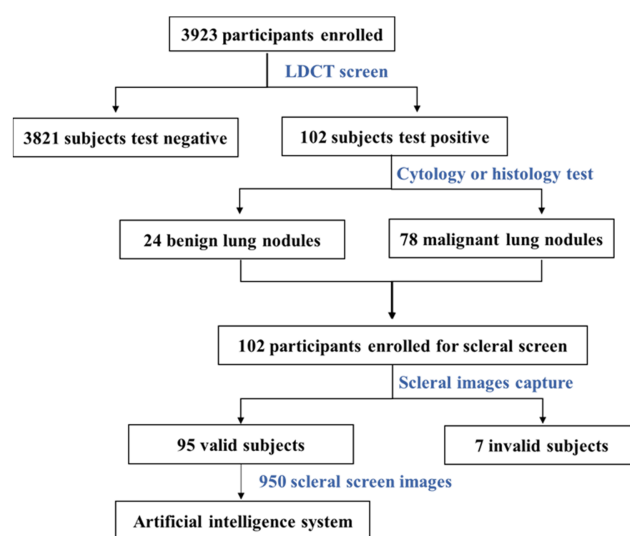 3923 participants enrolled
LDCT screen
3821 subjects test negative
102 subjects test positive
Cytology or histology test
24 benign lung nodules
78 malignant lung nodules
102 participants enrolled for scleral screen
Scleral images capture
95 valid subjects
7 invalid subjects
950 scleral screen images
Artificial intelligence system